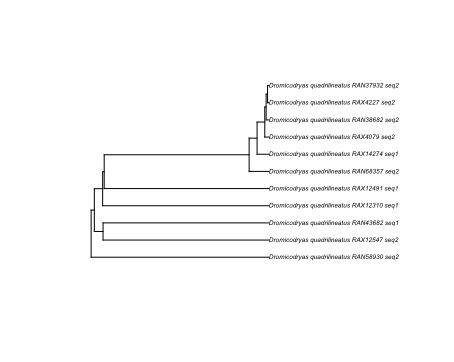 Dromicodryas quadrilineatus RAN37932 seq2
Dromicodryas quadrilineatus RAX4227 seq2
Dromicodryas quadrilineatus RAN38682 seq2
Dromicodryas quadrilineatus RAX4079 seq2
Dromicodryas quadrilineatus RAX14274 seq1
Dromicodryas quadrilineatus RAN68357 seq2
Dromicodryas quadrilineatus RAX12491 seq1
Dromicodryas quadrilineatus RAX12310 seq1
Dromicodryas quadrilineatus RAN43682 seq1
Dromicodryas quadrilineatus RAX12547 seq2
Dromicodryas quadrilineatus RAN58930 seq2